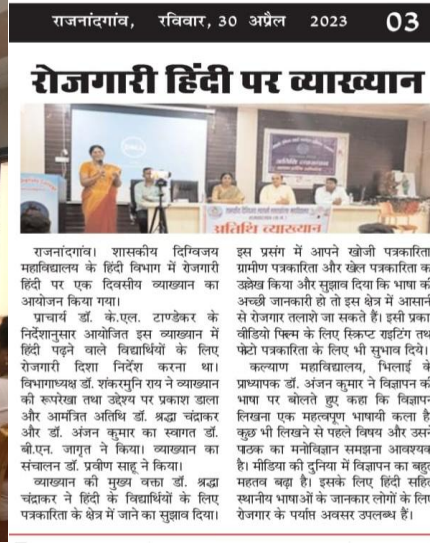 राजनांदगांव, रविवार, 30 अप्रैल 2023 03
रोजगारी हिंदी पर व्याख्यान
DELL
अतिथि व्याख्यान
अतिथि व्याख्यान
राजनांदगांव। शासकीय दिग्विजय
महाविद्यालय के हिंदी विभाग में रोजगारी
हिंदी पर एक दिवसीय व्याख्यान का
आयोजन किया गया।
प्राचार्य डॉ. के.एल. टाण्डेकर के
निर्देशानुसार आयोजित इस व्याख्यान में
हिंदी पढ़ने वाले विद्यार्थियों के लिए
रोजगारी दिशा निर्देश करना था।
विभागाध्यक्ष डॉ. शंकरमुनि राय ने व्याख्यान
की रूपरेखा तथा उद्देश्य पर प्रकाश डाला
और आमंत्रित अतिथि डॉ. श्रद्धा चंद्राकर
और डॉ. अंजन कुमार का स्वागत डॉ.
बी.एन. जागृत ने किया। व्याख्यान का
संचालन डॉ. प्रवीण साहू ने किया।
व्याख्यान की मुख्य वक्ता डॉ. श्रद्धा
चंद्राकर ने हिंदी के विद्यार्थियों के लिए
पत्रकारिता के क्षेत्र में जाने का सुझाव दिया।
इस प्रसंग में आपने खोजी पत्रकारिता
ग्रामीण पत्रकारिता और खेल पत्रकारिता क
उल्लेख किया और सुझाव दिया कि भाषा की
अच्छी जानकारी हो तो इस क्षेत्र में आसानी
से रोजगार तलाशे जा सकते हैं। इसी प्रका
वीडियो फिल्म के लिए स्क्रिप्ट राइटिंग तथ
फोटो पत्रकारिता के लिए भी सुभाव दिये।
कल्याण महाविद्यालय, भिलाई के
प्राध्यापक डॉ. अंजन कुमार ने विज्ञापन की
भाषा पर बोलते हुए कहा कि विज्ञापन
लिखना एक महत्वपूर्ण भाषायी कला है
कुछ भी लिखने से पहले विषय और उसके
पाठक का मनोविज्ञान समझना आवश्यक
है। मीडिया की दुनिया में विज्ञापन का बहुत
महतव बढ़ा है। इसके लिए हिंदी सहित
स्थानीय भाषाओं के जानकार लोगों के लिए
रोजगार के पर्याप्त अवसर उपलब्ध हैं।